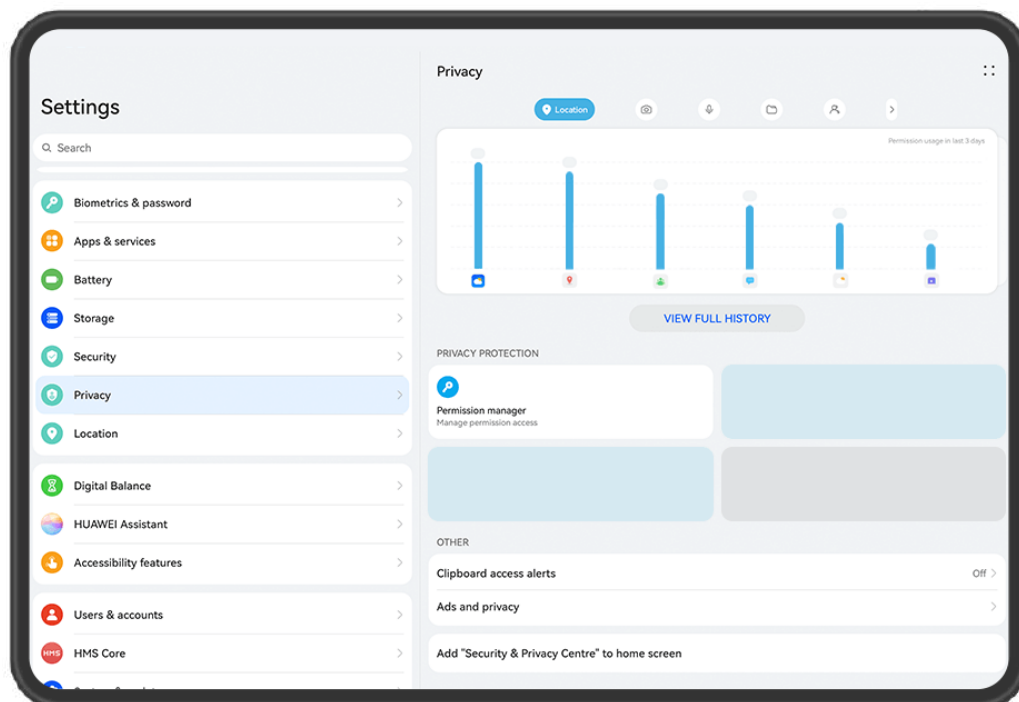 Settings
Search
Biometrics & password
Apps & services
Battery
Storage
Security
Privacy
Location
Digital Balance
HUAWEI Assistant
Accessibility features
Users & accounts
HMS
HMS Core
Privacy
Location
Permission usage in last 3 days
VIEW FULL HISTORY
PRIVACY PROTECTION
Permission manager
Manage permission access
OTHER
Clipboard access alerts
Off
Ads and privacy
Add "Security & Privacy Centre" to home screen